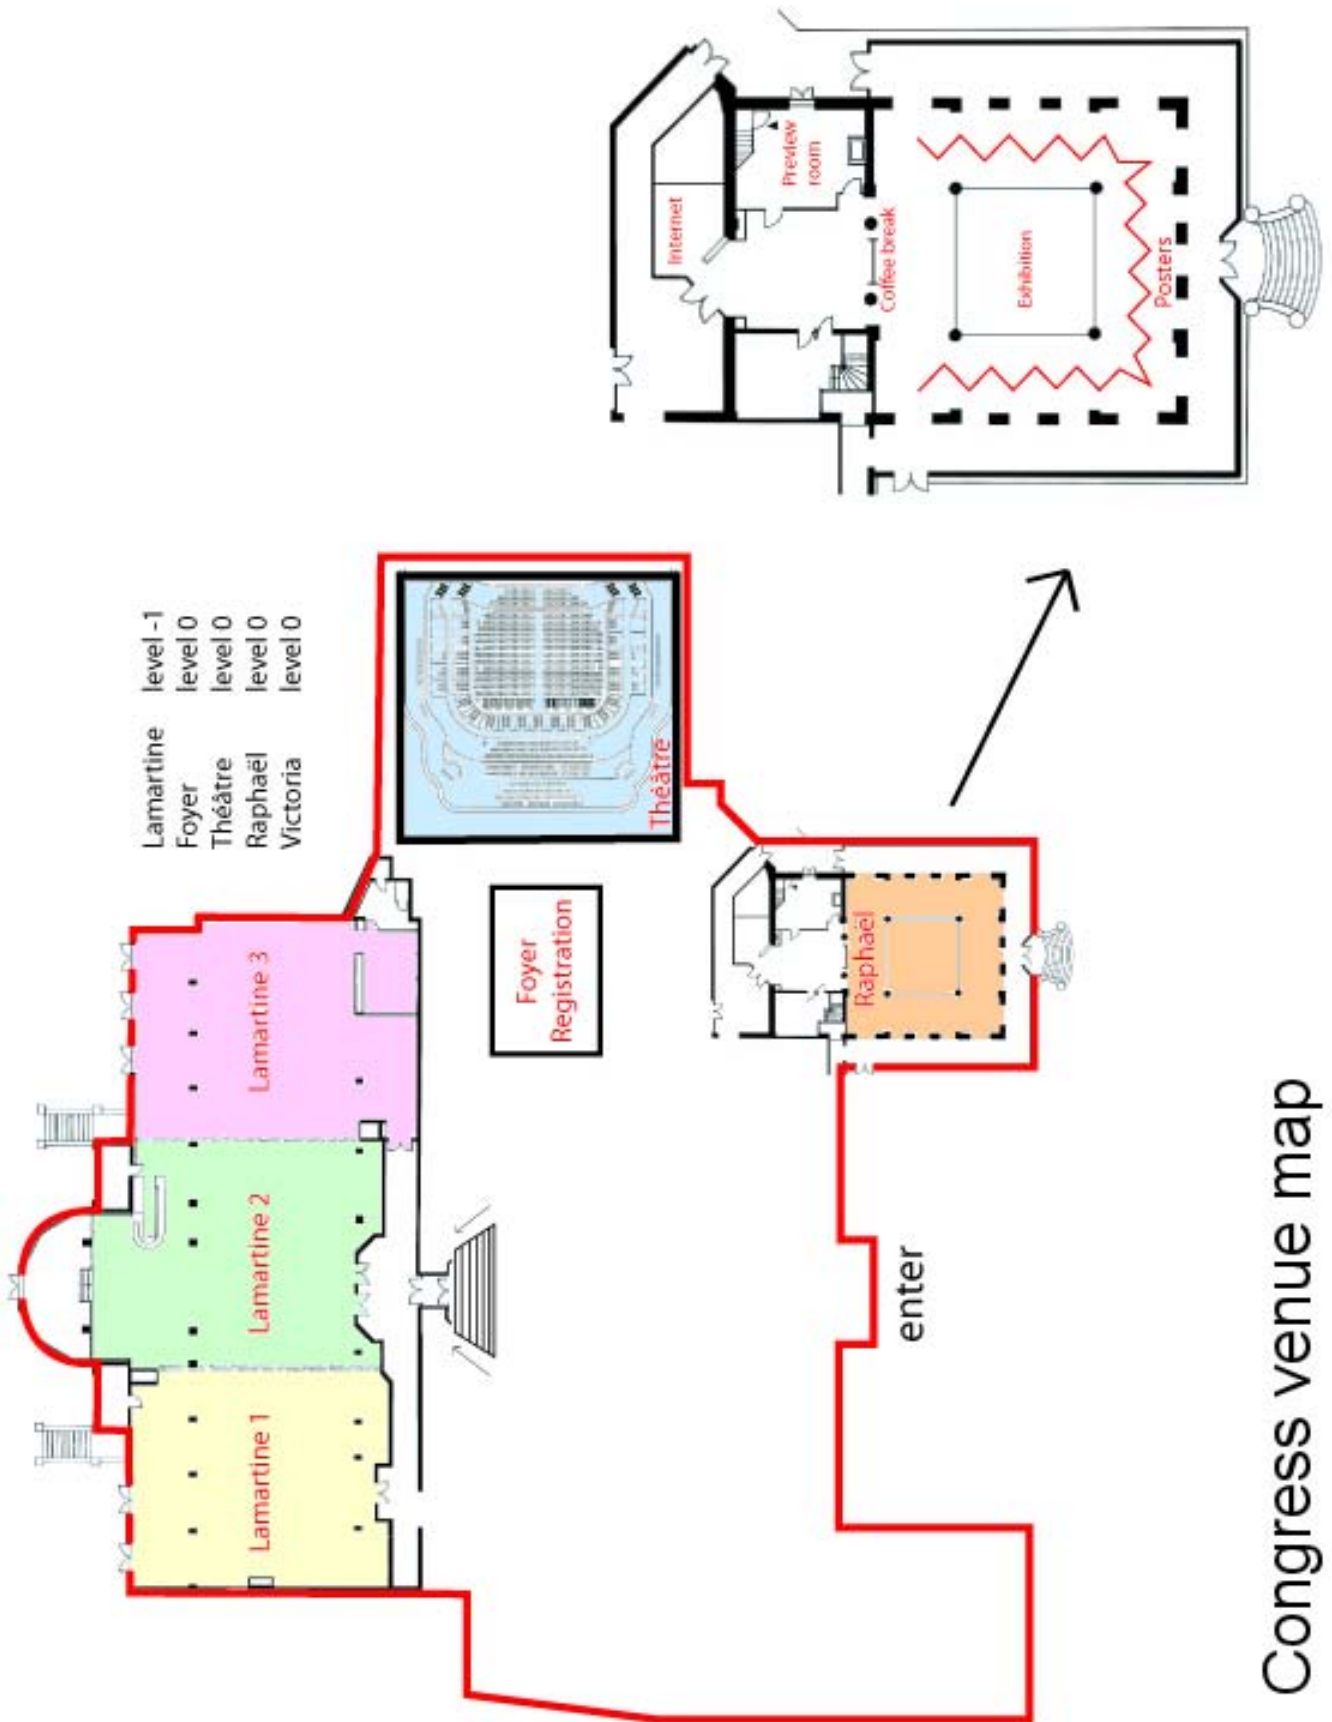 Lamartine level -1
Foyer level 0
Théâtre level 0
Raphaël level 0
Victoria level 0
Lamartine 1
Lamartine 2
Lamartine 3
Foyer
Registration
Théâtre
Raphaël
enter
Internet
Preview
room
Coffee break
Exhibition
Posters
Congress venue map